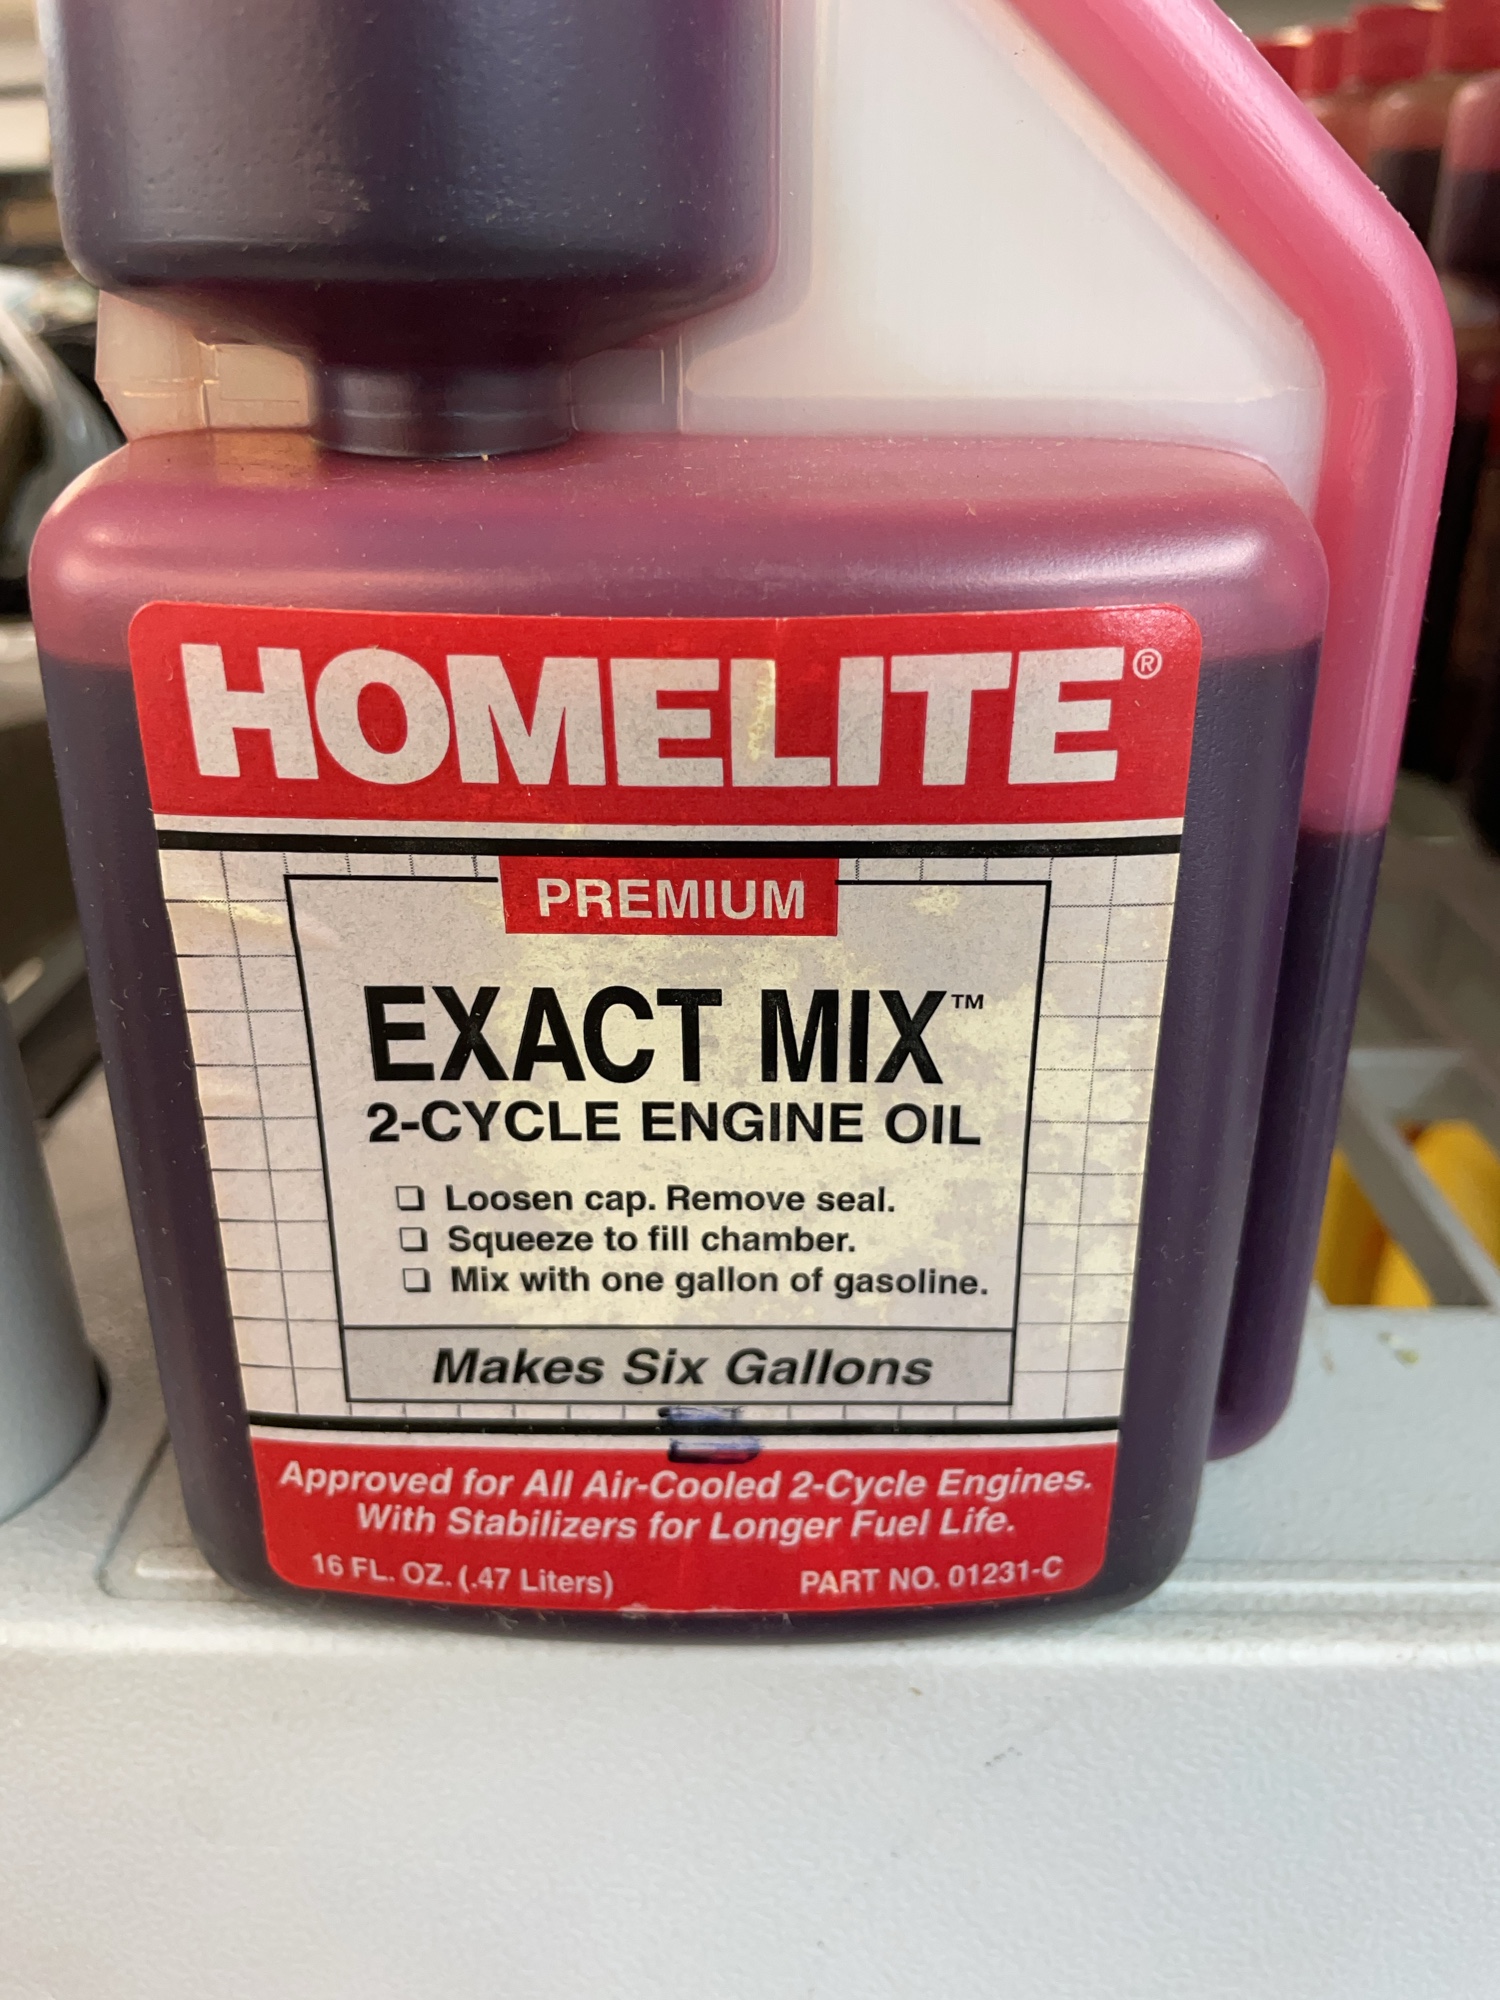 HOMELITE®
PREMIUM
EXACT MIX™
2-CYCLE ENGINE OIL
❑ Loosen cap. Remove seal.
❑ Squeeze to fill chamber.
❑ Mix with one gallon of gasoline.
Makes Six Gallons
Approved for All Air-Cooled 2-Cycle Engines.
With Stabilizers for Longer Fuel Life.
16 FL. OZ. (.47 Liters) PART NO. 01231-C